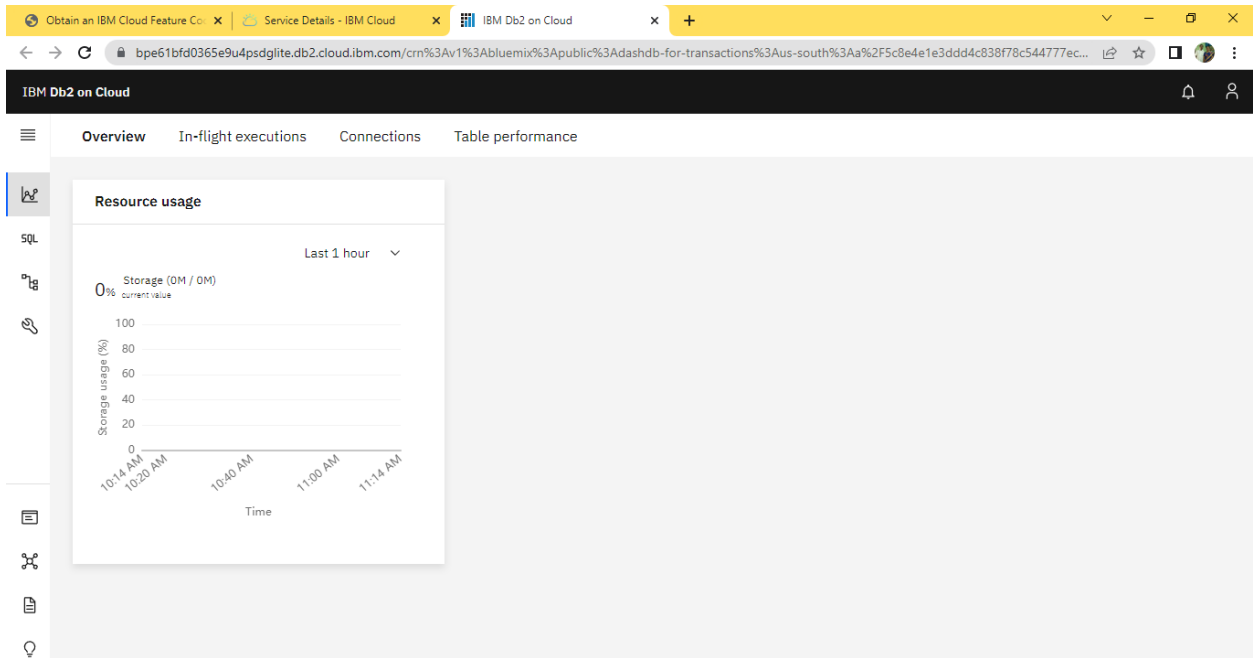 Obtain an IBM Cloud Feature Co
Service Details - IBM Cloud
IBM Db2 on Cloud
bpe61bfd0365e9u4psdglite.db2.cloud.ibm.com/crn%3Av1%3Abluemix%3Apublic%3Adashdb-for-transactions%3Aus-south%3Aa%2F5c8e4e1e3ddd4c838f78c544777ec...
IBM Db2 on Cloud
Overview
In-flight executions
Connections
Table performance
Resource usage
SQL
Last 1 hour
0% Storage (0M / 0M)
current value
Storage usage (%)
100
80
60
40
20
0
10:14 AM
10:20 AM
10:40 AM
11:00 AM
11:14 AM
Time